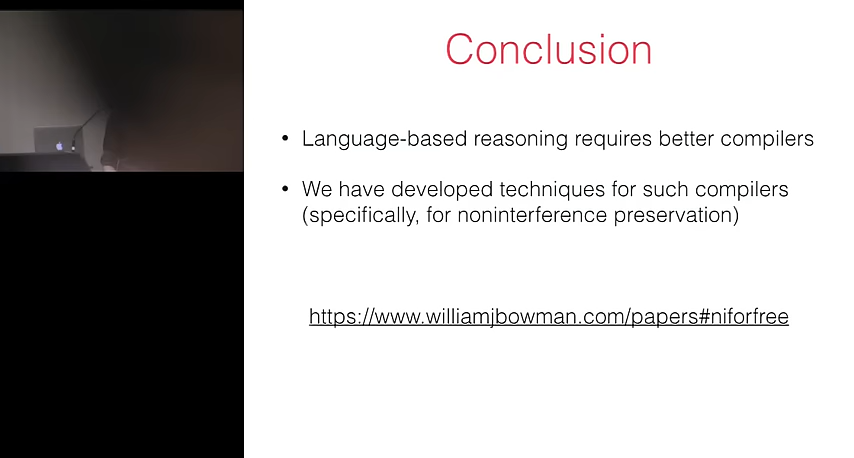 Conclusion
• Language-based reasoning requires better compilers
• We have developed techniques for such compilers
(specifically, for noninterference preservation)
https://www.williamjbowman.com/papers#niforfree